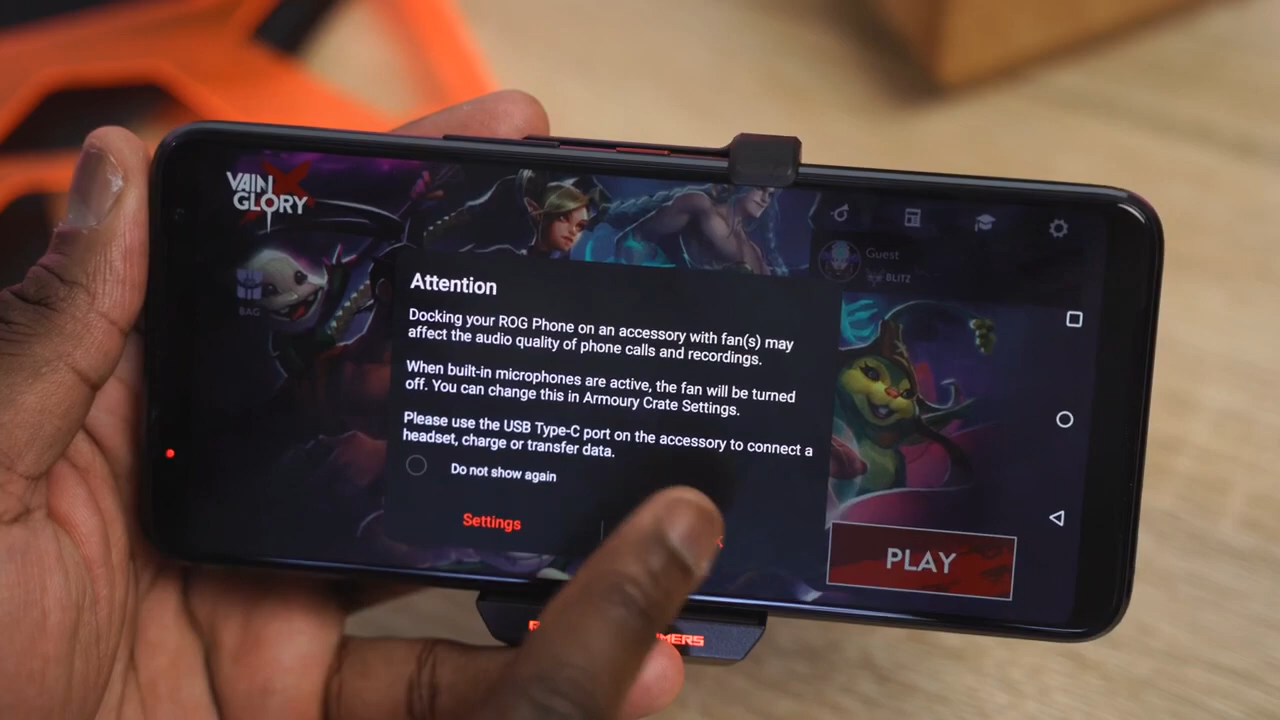 VAIN
GLORY
Guest
BLITZ
BAG
Attention
Docking your ROG Phone on an accessory with fan(s) may
affect the audio quality of phone calls and recordings.
When built-in microphones are active, the fan will be turned
off. You can change this in Armoury Crate Settings.
Please use the USB Type-C port on the accessory to connect a
headset, charge or transfer data.
Do not show again
Settings
PLAY